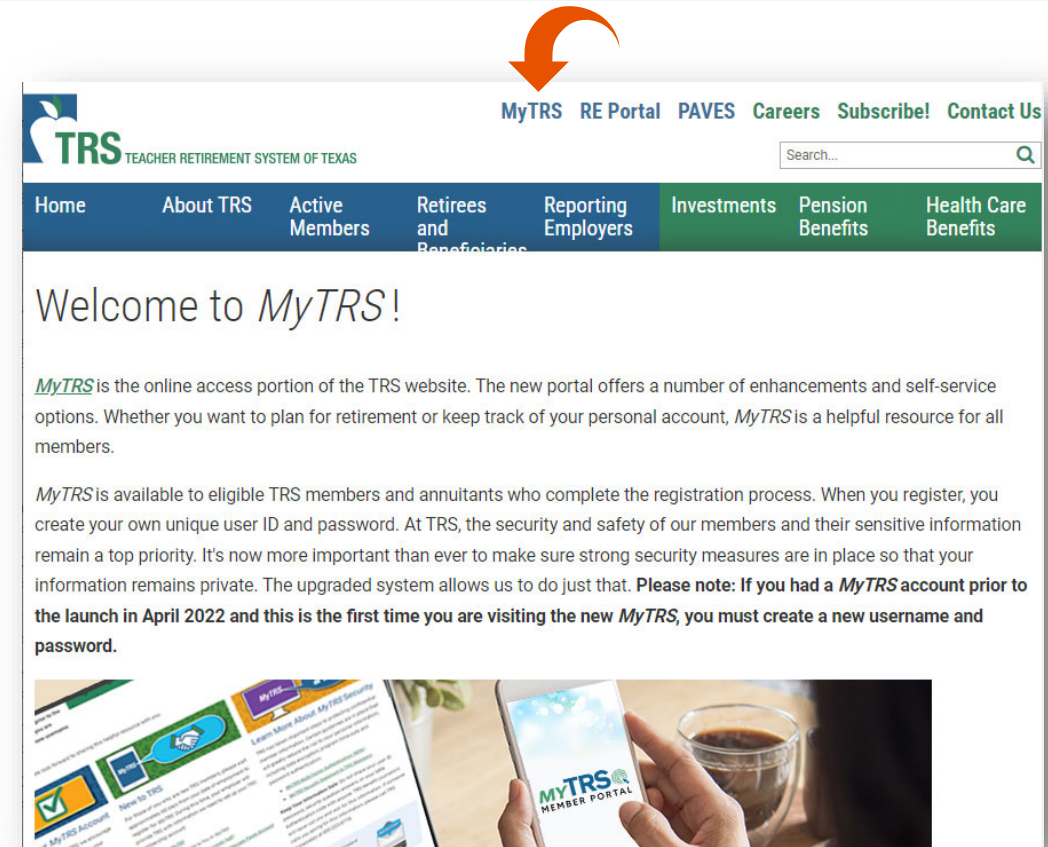 MyTRS RE Portal PAVES Careers Subscribe! Contact Us
TRS TEACHER RETIREMENT SYSTEM OF TEXAS
Search...
Home About TRS Active Members Retirees and Beneficiaries Reporting Employers Investments Pension Benefits Health Care Benefits
Welcome to MyTRS!
MyTRS is the online access portion of the TRS website. The new portal offers a number of enhancements and self-service
options. Whether you want to plan for retirement or keep track of your personal account, MyTRS is a helpful resource for all
members.
MyTRS is available to eligible TRS members and annuitants who complete the registration process. When you register, you
create your own unique user ID and password. At TRS, the security and safety of our members and their sensitive information
remain a top priority. It's now more important than ever to make sure strong security measures are in place so that your
information remains private. The upgraded system allows us to do just that. Please note: If you had a MyTRS account prior to
the launch in April 2022 and this is the first time you are visiting the new MyTRS, you must create a new username and
password.
MyTRS
Learn More About MyTRS Security
MyTRS
New to TRS
MyTRS Account
MyTRS
MEMBER PORTAL